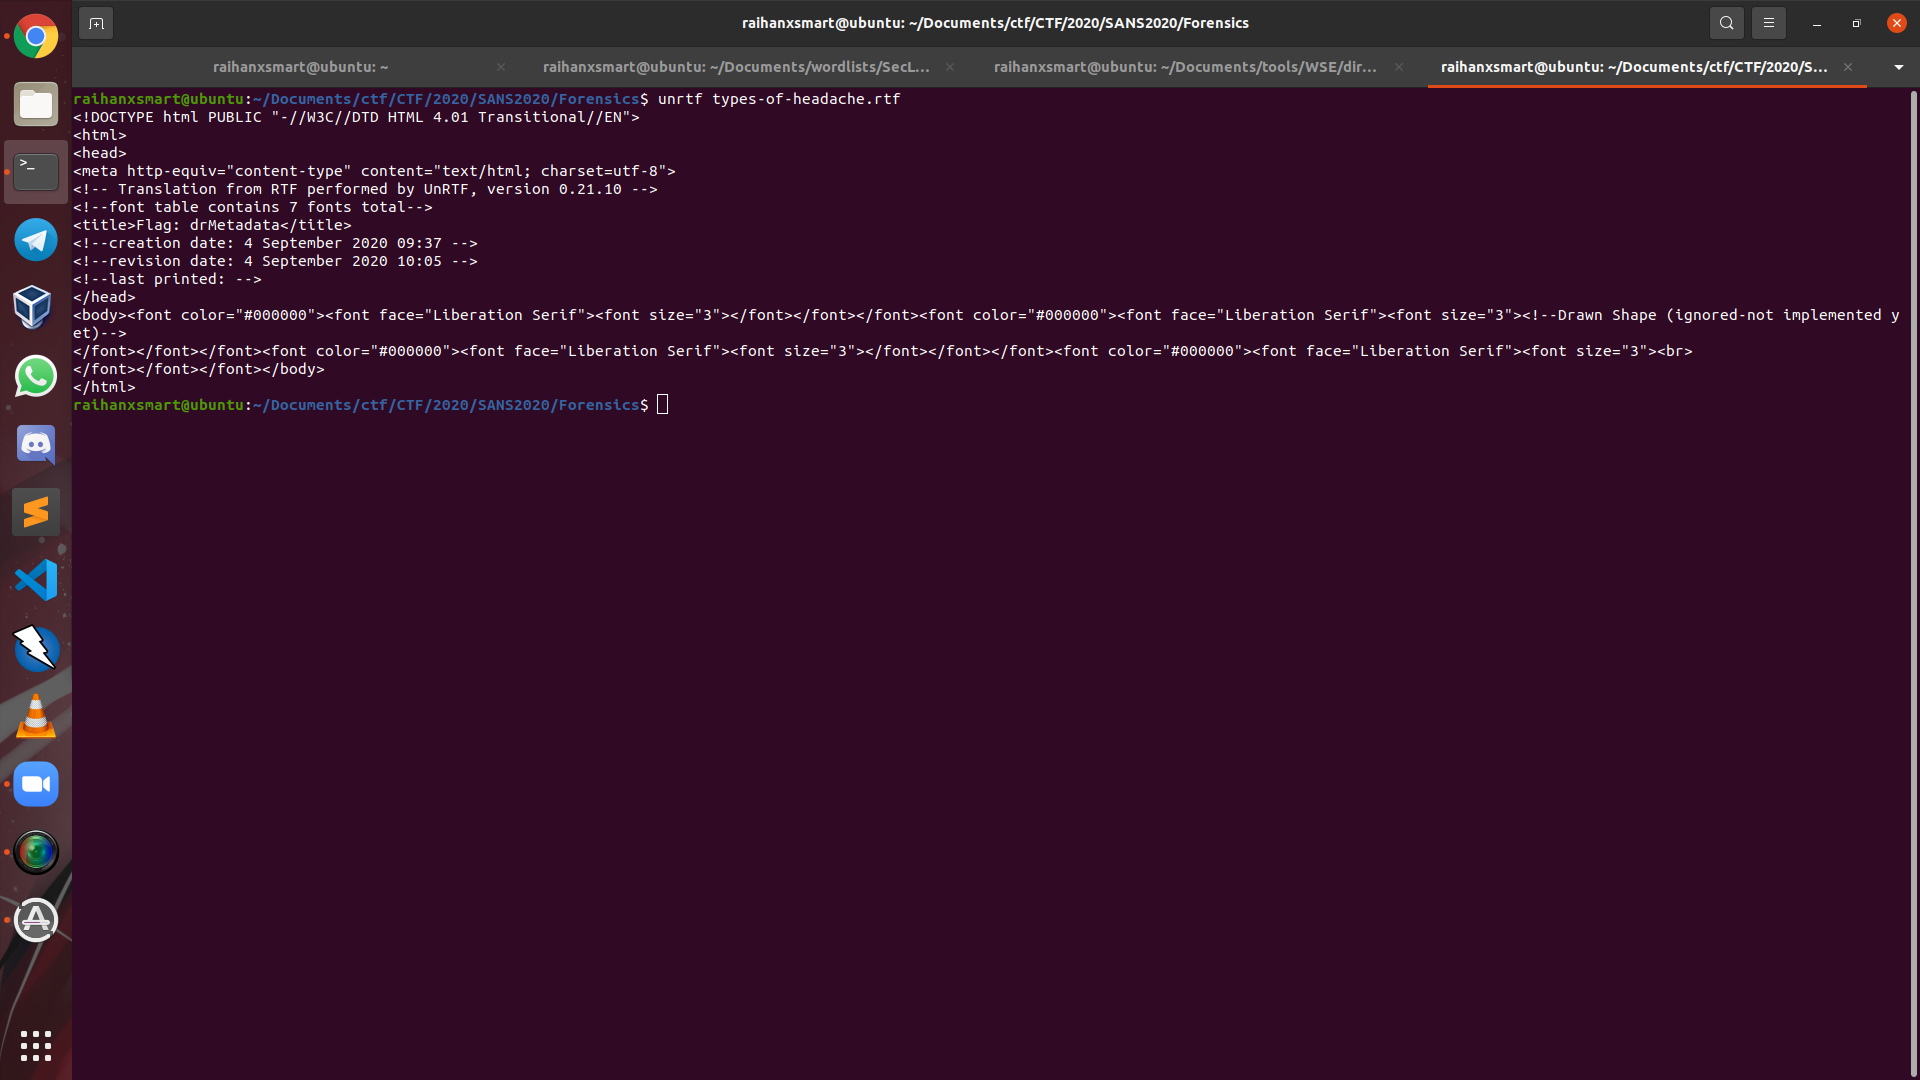 raihanxsmart@ubuntu: ~/Documents/ctf/CTF/2020/SANS2020/Forensics
raihanxsmart@ubuntu: ~
raihanxsmart@ubuntu: ~/Documents/wordlists/SecL...
raihanxsmart@ubuntu: ~/Documents/tools/WSE/dir...
raihanxsmart@ubuntu: ~/Documents/ctf/CTF/2020/S...
raihanxsmart@ubuntu:~/Documents/ctf/CTF/2020/SANS2020/Forensics$ unrtf types-of-headache.rtf
<!DOCTYPE html PUBLIC "-//W3C//DTD HTML 4.01 Transitional//EN">
<html>
<head>
<meta http-equiv="content-type" content="text/html; charset=utf-8">
<!-- Translation from RTF performed by UnRTF, version 0.21.10 -->
<!--font table contains 7 fonts total-->
<title>Flag: drMetadata</title>
<!--creation date: 4 September 2020 09:37 -->
<!--revision date: 4 September 2020 10:05 -->
<!--last printed: -->
</head>
<body><font color="#000000"><font face="Liberation Serif"><font size="3"></font></font></font><font color="#000000"><font face="Liberation Serif"><font size="3"><!--Drawn Shape (ignored-not implemented y
et)-->
</font></font></font><font color="#000000"><font face="Liberation Serif"><font size="3"></font></font></font><font color="#000000"><font face="Liberation Serif"><font size="3"><br>
</font></font></font></body>
</html>
raihanxsmart@ubuntu:~/Documents/ctf/CTF/2020/SANS2020/Forensics$